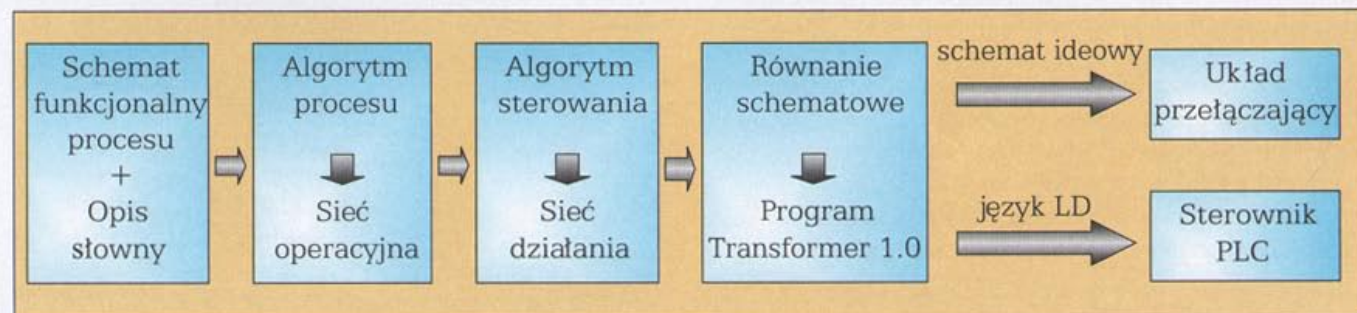 Schemat
funkcjonalny
procesu
+
Opis
słowny
Algorytm
procesu
Sieć
operacyjna
Algorytm
sterowania
Sieć
działania
Równanie
schematowe
Program
Transformer 1.0
schemat ideowy
Układ
przełączający
język LD
Sterownik
PLC